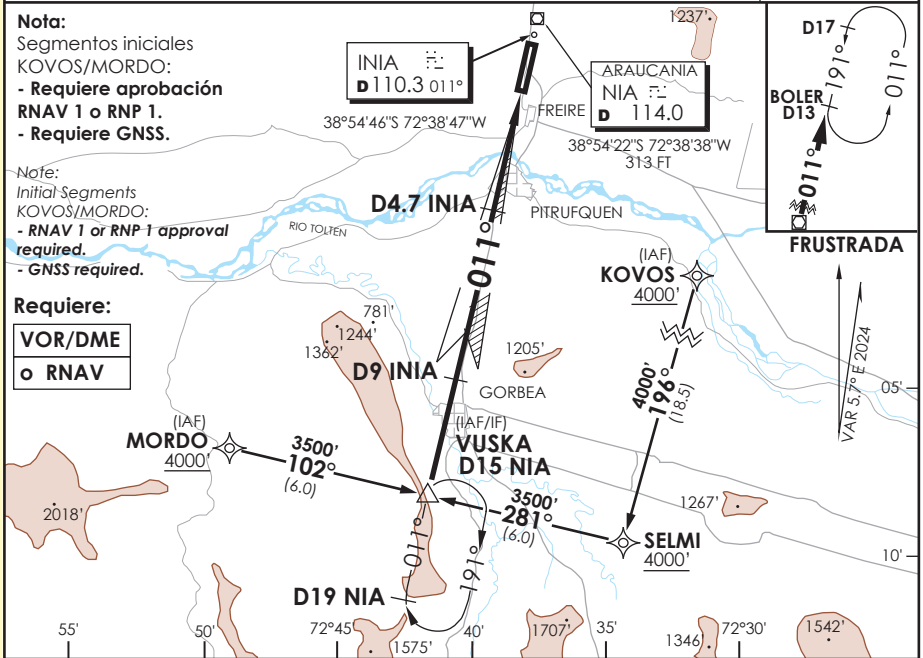 Nota:
Segmentos iniciales
KOVOS/MORDO:
- Requiere aprobación
RNAV 1 o RNP 1.
- Requiere GNSS.
Note:
Initial Segments
KOVOS/MORDO:
- RNAV 1 or RNP 1 approval
required.
- GNSS required.
Requiere:
VOR/DME
o RNAV
INIA
D 110.3 011°
38°54'46"S 72°38'47"W
ARAUCANIA
NIA
D 114.0
38°54'22"S 72°38'38"W
313 FT
1237'
FREIRE
D17
191°
011°
BOLER
D13
011°
FRUSTRADA
D4.7 INIA
PITRUFQUEN
RIO TOLTEN
011°
(IAF)
KOVOS
4000'
781'
1244'
1362'
1205'
D9 INIA
GORBEA
4000'
196°
(18.5)
VAR 5.7° E 2024
05'
(IAF)
MORDO
4000'
3500'
102°
(6.0)
(IAF/IF)
VUSKA
D15 NIA
3500'
281°
(6.0)
1267'
2018'
SELMI
4000'
10'
011°
191°
D19 NIA
1575'
1707'
1346'
1542'
55'
50'
72°45'
40'
35'
72°30'